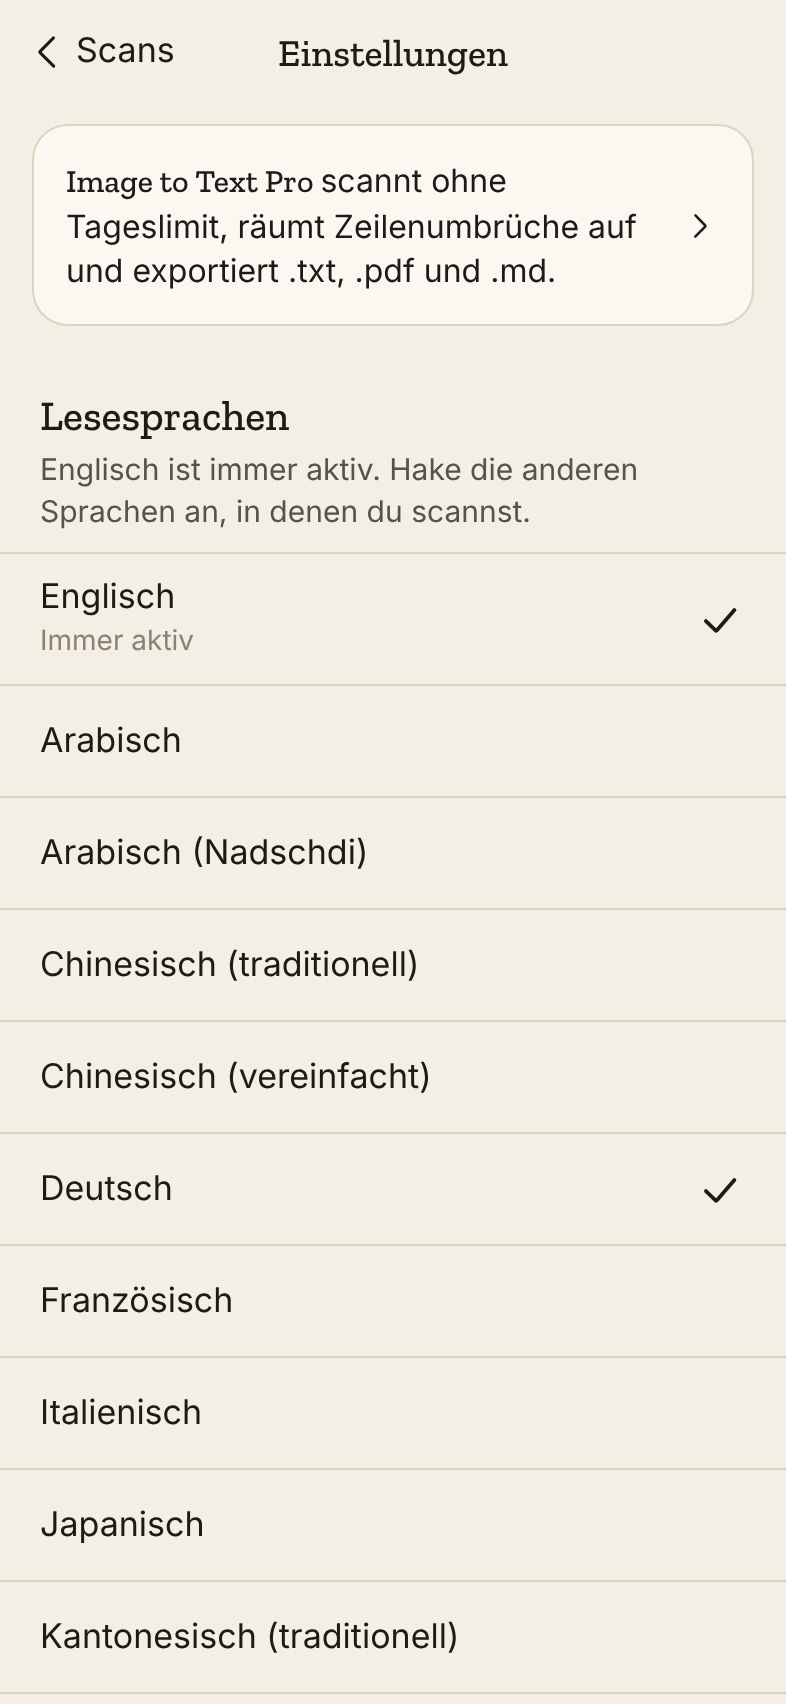 Scans
Einstellungen
Image to Text Pro scannt ohne
Tageslimit, räumt Zeilenumbrüche auf
und exportiert .txt, .pdf und .md.
Lesesprachen
Englisch ist immer aktiv. Hake die anderen
Sprachen an, in denen du scannst.
Englisch
Immer aktiv
Arabisch
Arabisch (Nadschdi)
Chinesisch (traditionell)
Chinesisch (vereinfacht)
Deutsch
Französisch
Italienisch
Japanisch
Kantonesisch (traditionell)